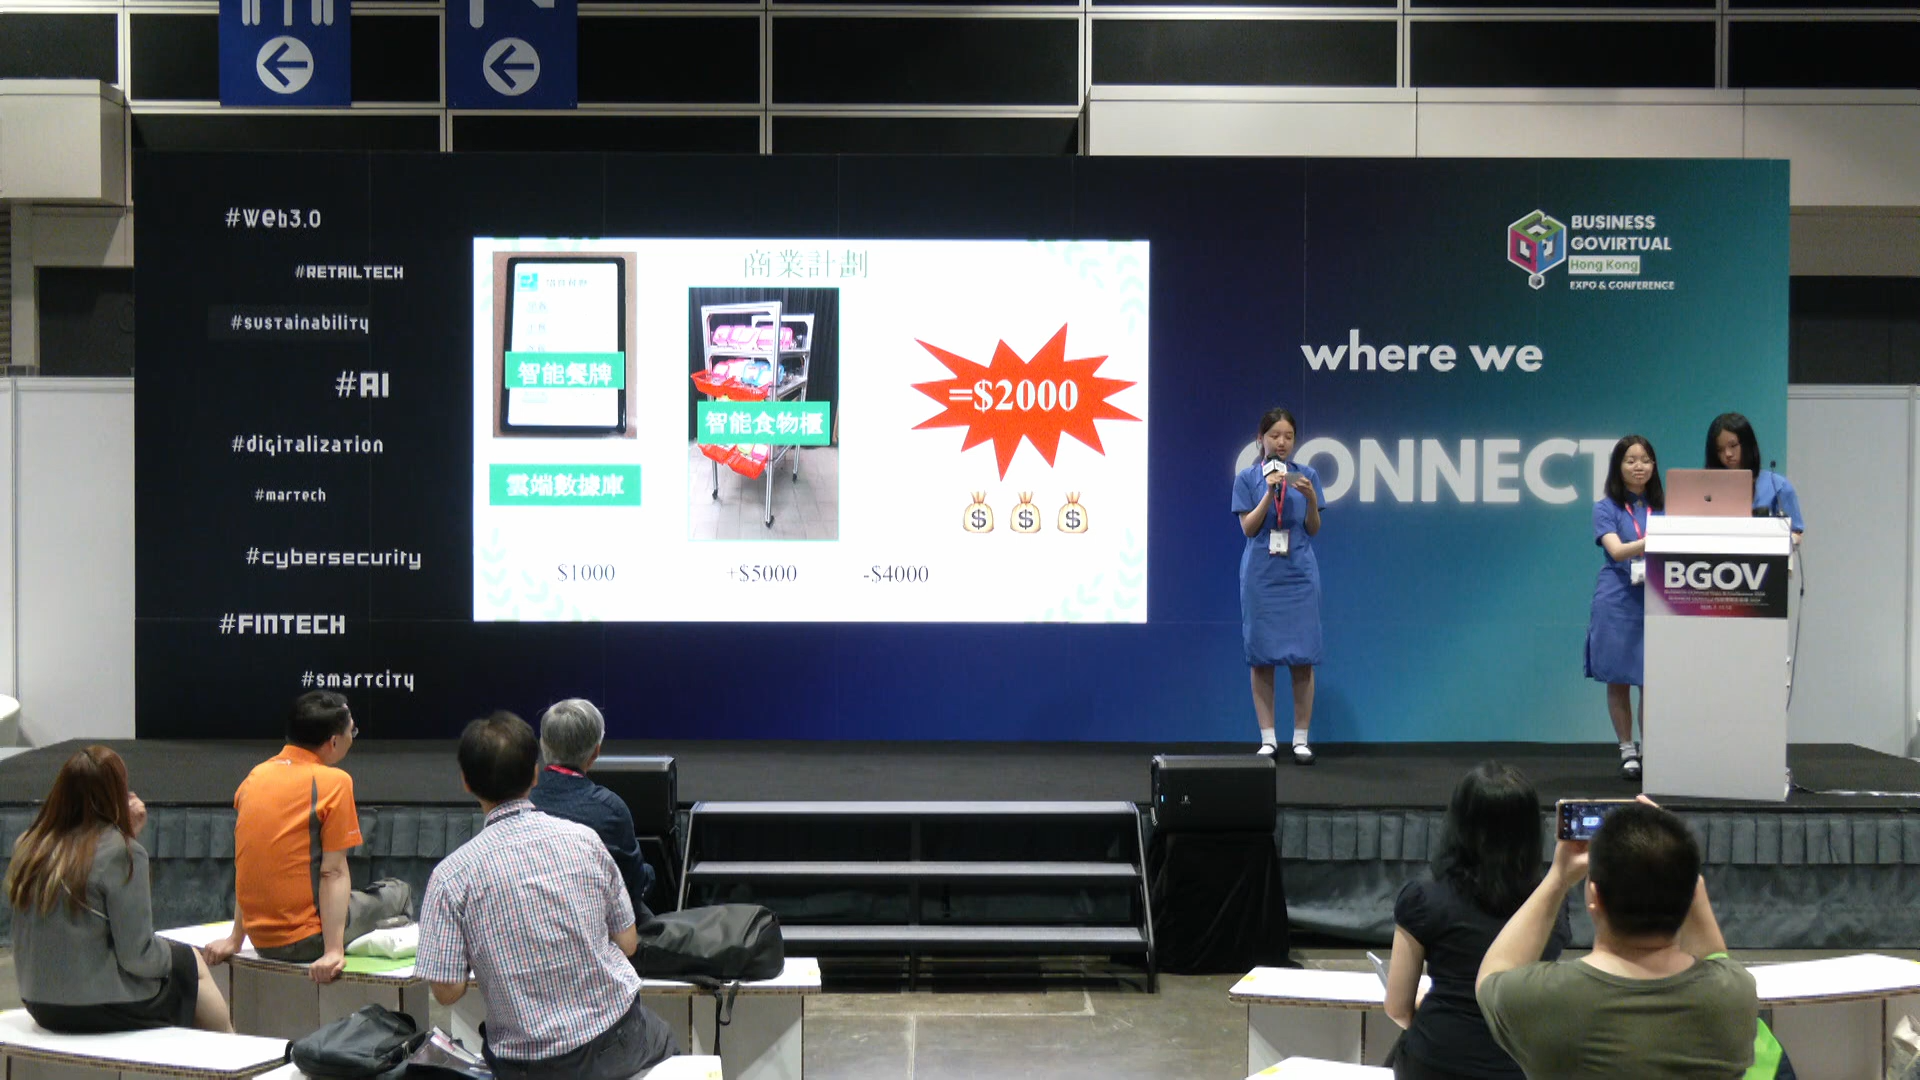 #Web3.0
#RETAILTECH
#sustainability
#AI
#digitalization
#martech
#cybersecurity
#FINTECH
#smartcity
商業計劃
智能餐牌
智能食物櫃
雲端數據庫
=$2000
$1000
+$5000
-$4000
BUSINESS
GOVIRTUAL
Hong Kong
EXPO & CONFERENCE
where we
CONNECT
BGOV